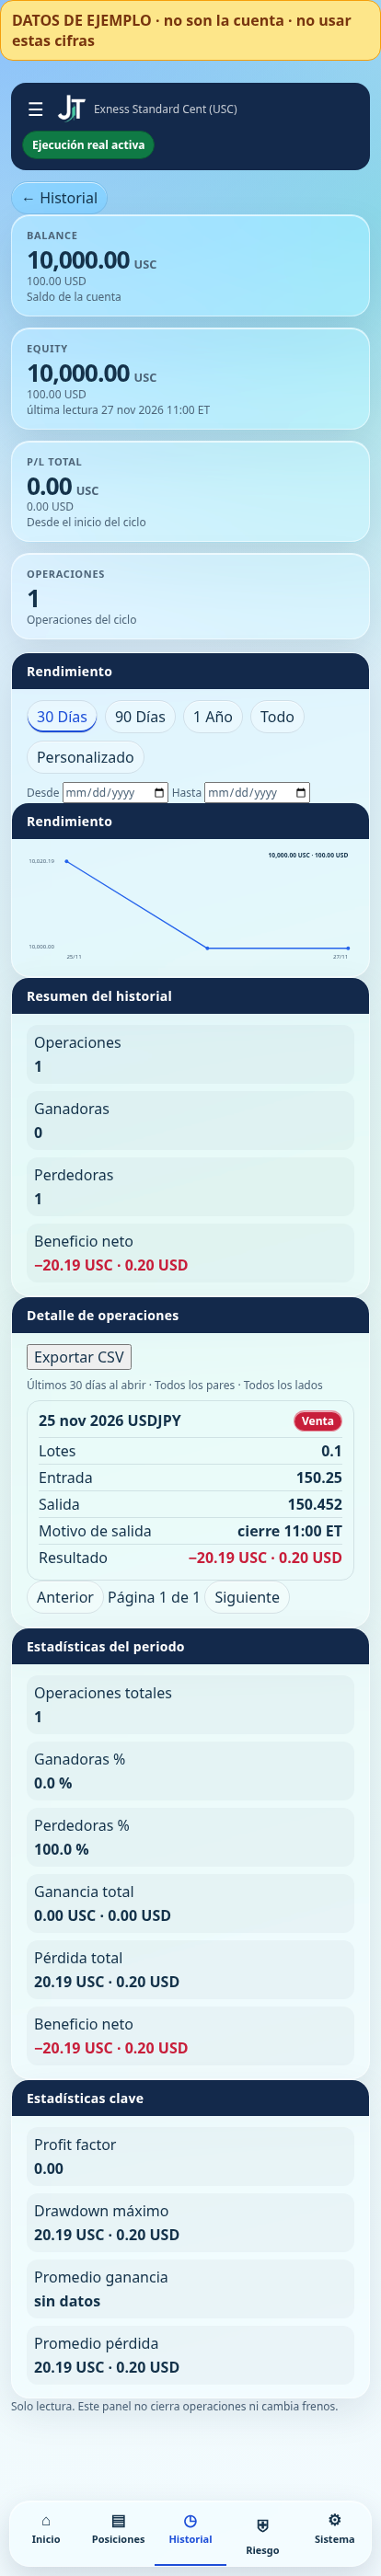 DATOS DE EJEMPLO · no son la cuenta · no usar
estas cifras
☰ JT Exness Standard Cent (USC)
Ejecución real activa
← Historial
BALANCE
10,000.00 USC
100.00 USD
Saldo de la cuenta
EQUITY
10,000.00 USC
100.00 USD
última lectura 27 nov 2026 11:00 ET
P/L TOTAL
0.00 USC
0.00 USD
Desde el inicio del ciclo
OPERACIONES
1
Operaciones del ciclo
Rendimiento
30 Días 90 Días 1 Año Todo
Personalizado
Desde mm/dd/yyyy Hasta mm/dd/yyyy
Rendimiento
10,000.00 USC · 100.00 USD
10,020.19
10,000.00
25/11 27/11
Resumen del historial
Operaciones
1
Ganadoras
0
Perdedoras
1
Beneficio neto
−20.19 USC · 0.20 USD
Detalle de operaciones
Exportar CSV
Últimos 30 días al abrir · Todos los pares · Todos los lados
25 nov 2026 USDJPY Venta
Lotes 0.1
Entrada 150.25
Salida 150.452
Motivo de salida cierre 11:00 ET
Resultado −20.19 USC · 0.20 USD
Anterior Página 1 de 1 Siguiente
Estadísticas del periodo
Operaciones totales
1
Ganadoras %
0.0 %
Perdedoras %
100.0 %
Ganancia total
0.00 USC · 0.00 USD
Pérdida total
20.19 USC · 0.20 USD
Beneficio neto
−20.19 USC · 0.20 USD
Estadísticas clave
Profit factor
0.00
Drawdown máximo
20.19 USC · 0.20 USD
Promedio ganancia
sin datos
Promedio pérdida
20.19 USC · 0.20 USD
Solo lectura. Este panel no cierra operaciones ni cambia frenos.
Inicio Posiciones Historial Riesgo Sistema